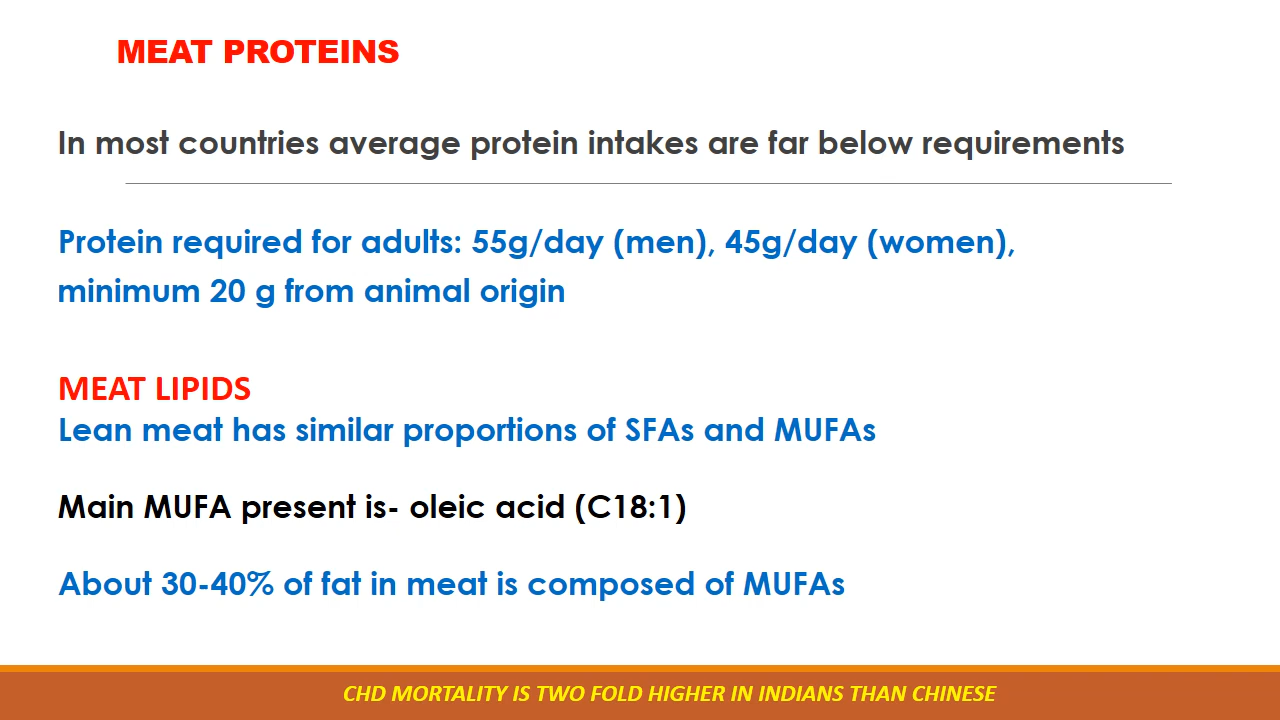 MEAT PROTEINS
In most countries average protein intakes are far below requirements
Protein required for adults: 55g/day (men), 45g/day (women),
minimum 20 g from animal origin
MEAT LIPIDS
Lean meat has similar proportions of SFAs and MUFAs
Main MUFA present is- oleic acid (C18:1)
About 30-40% of fat in meat is composed of MUFAs
CHD MORTALITY IS TWO FOLD HIGHER IN INDIANS THAN CHINESE